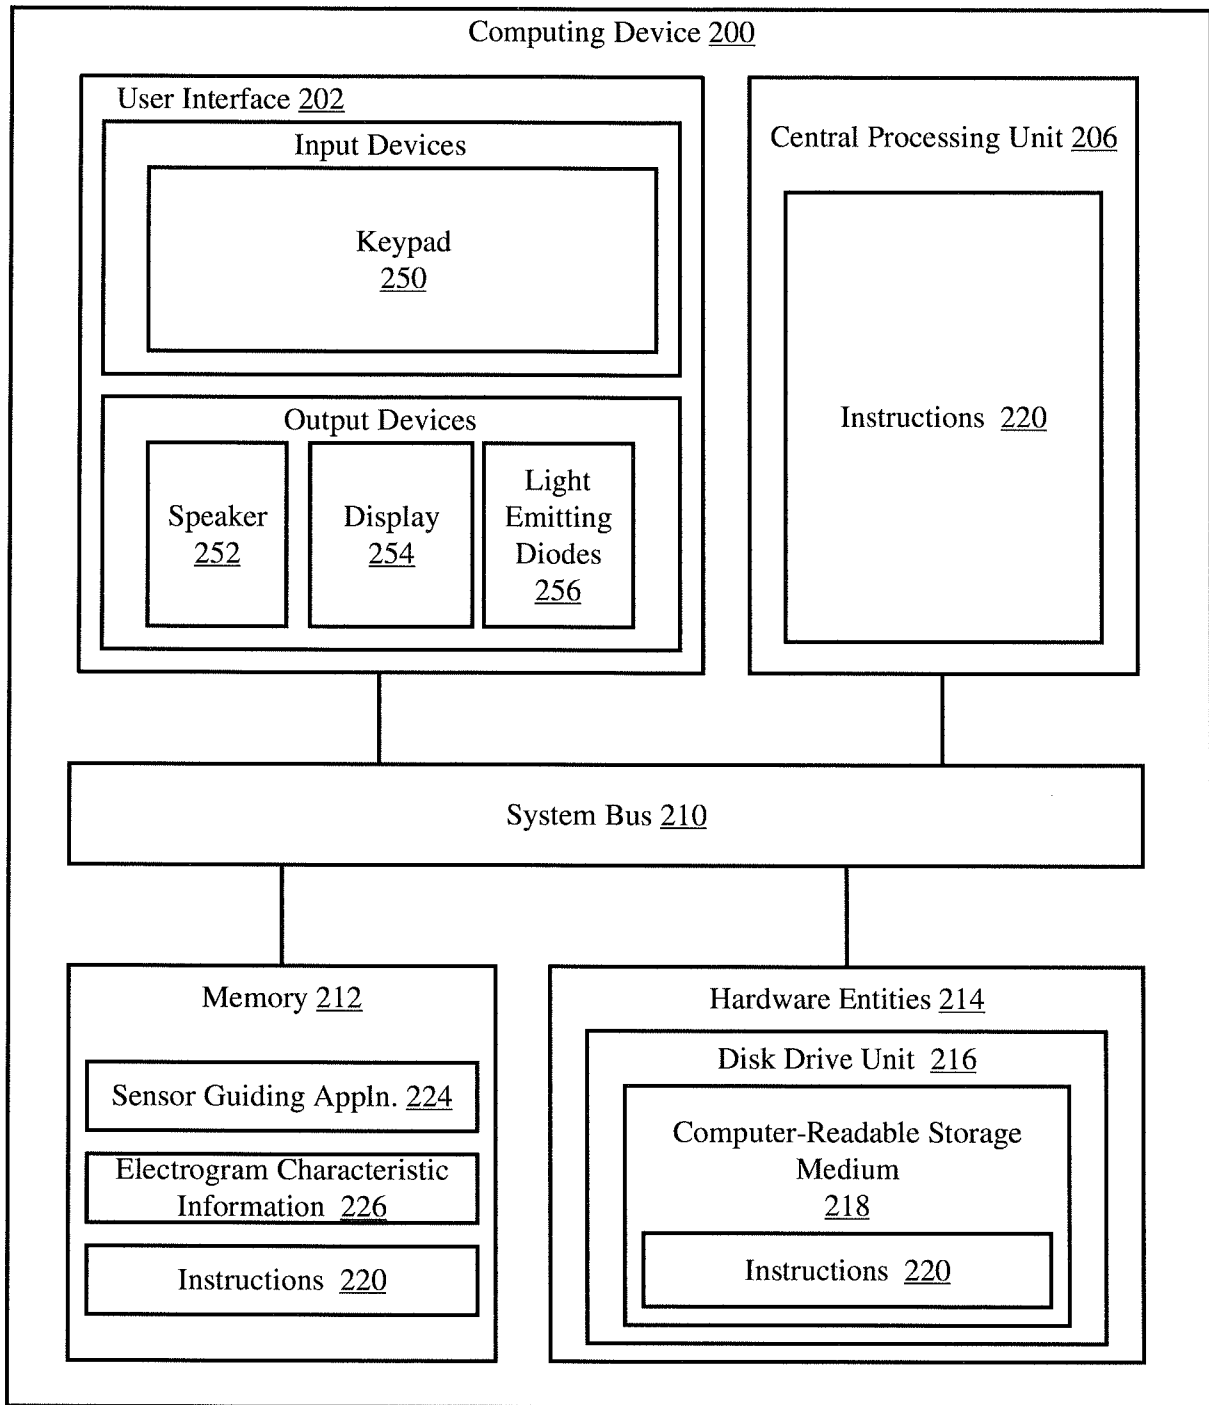 Computing Device 200
User Interface 202
Input Devices
Keypad
250
Output Devices
Speaker
252
Display
254
Light
Emitting
Diodes
256
Central Processing Unit 206
Instructions 220
System Bus 210
Memory 212
Sensor Guiding Appln. 224
Electrogram Characteristic
Information 226
Instructions 220
Hardware Entities 214
Disk Drive Unit 216
Computer-Readable Storage
Medium
218
Instructions 220